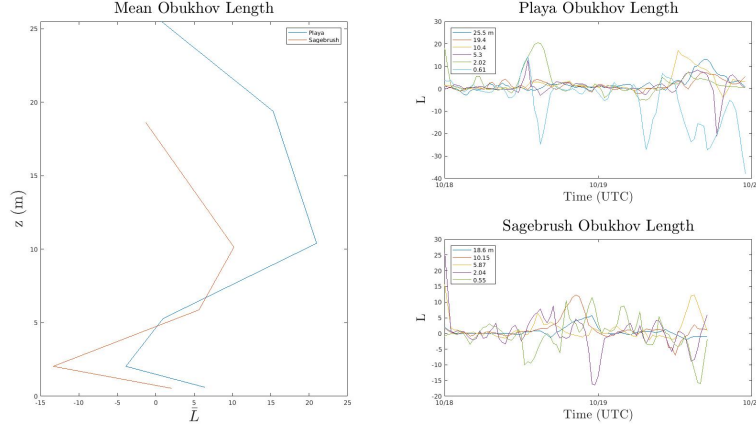 Mean Obukhov Length
Playa
Sagebrush
25
20
15
10
5
0
z (m)
-15 -10 -5 0 5 10 15 20 25
L̄
Playa Obukhov Length
30
20
10
0
-10
-20
-30
-40
L
25.5 m
19.4
10.4
5.3
2.02
0.61
10/18 10/19 10/2
Time (UTC)
Sagebrush Obukhov Length
30
25
20
15
10
5
0
-5
-10
-15
-20
L
18.6 m
10.15
5.87
2.04
0.55
10/18 10/19 10/2
Time (UTC)